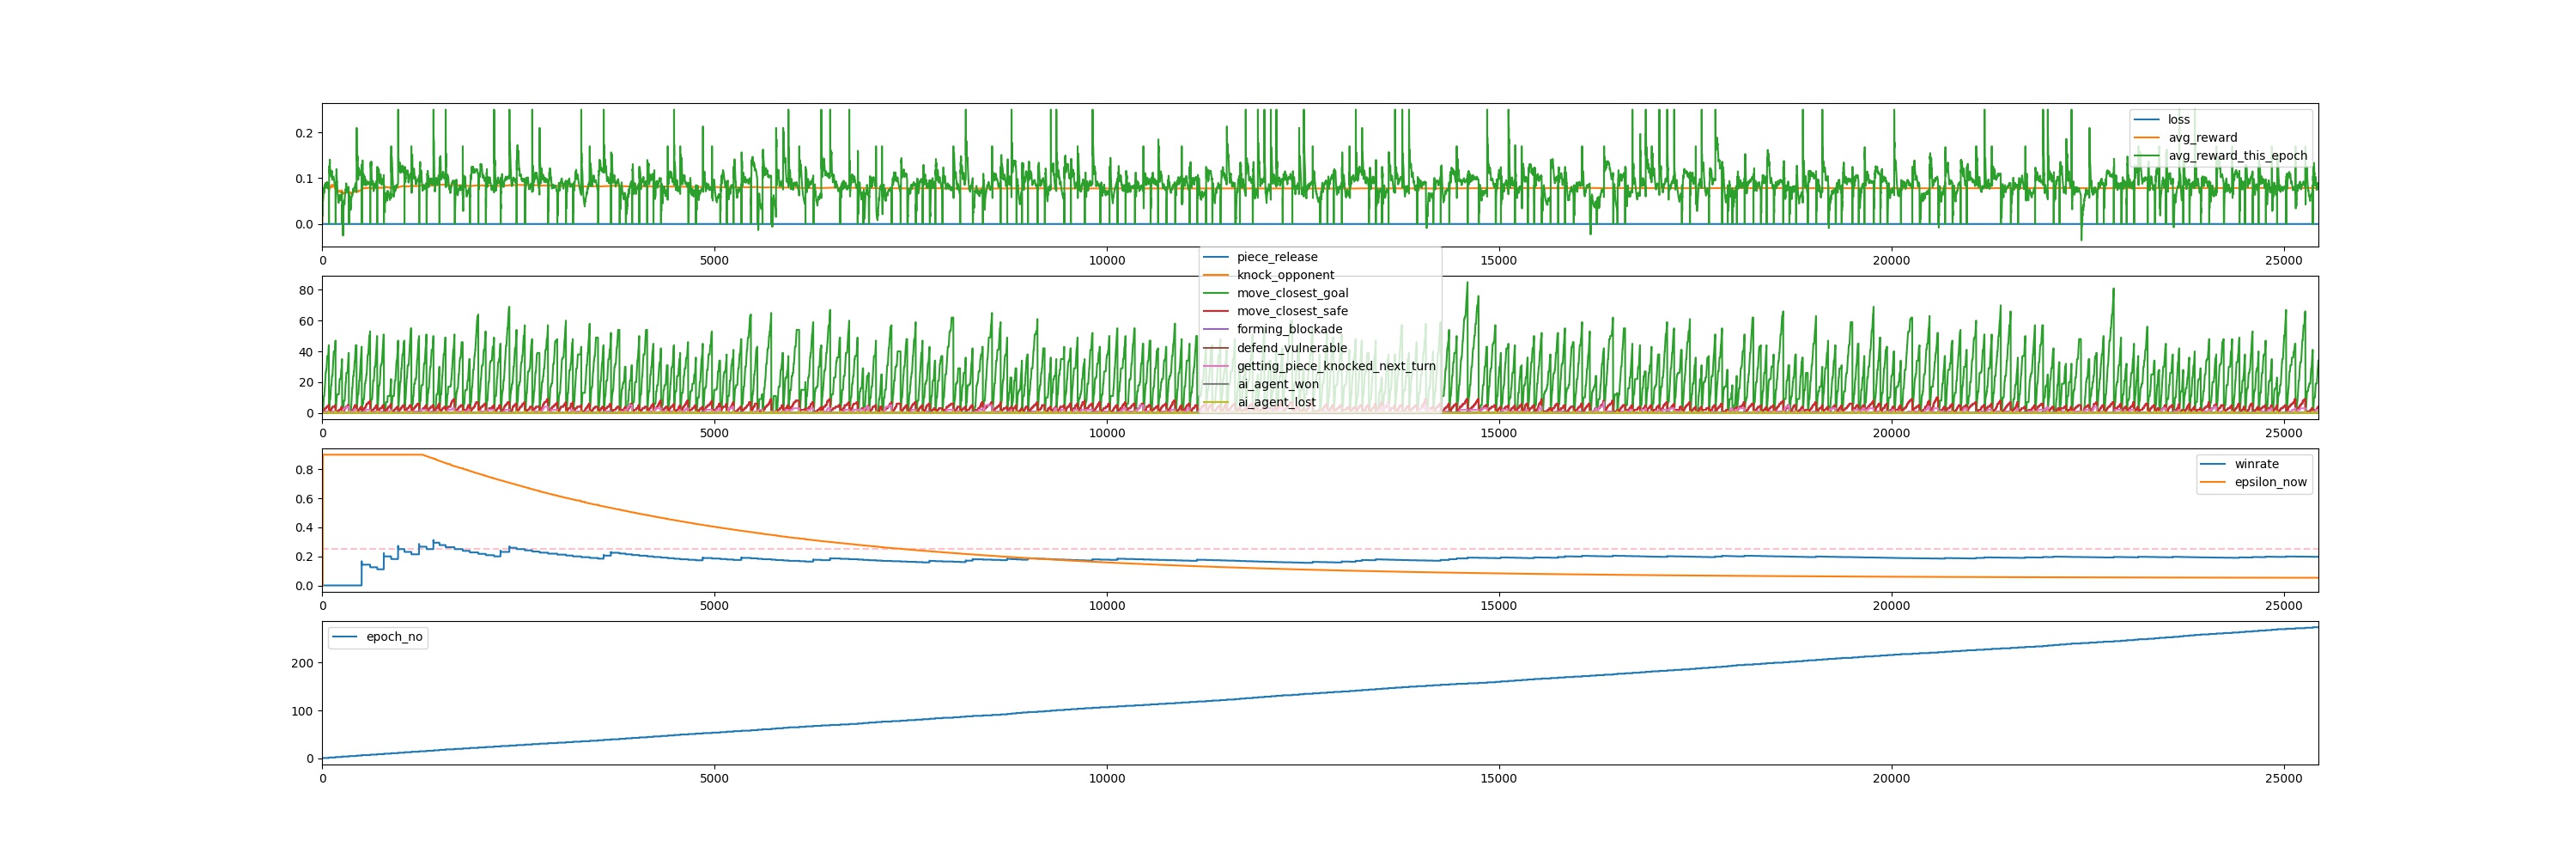 0.2
0.1
0.0
loss
avg_reward
avg_reward_this_epoch
0 5000 10000 15000 20000 25000
80
60
40
20
0
piece_release
knock_opponent
move_closest_goal
move_closest_safe
forming_blockade
defend_vulnerable
getting_piece_knocked_next_turn
ai_agent_won
ai_agent_lost
0 5000 10000 15000 20000 25000
0.8
0.6
0.4
0.2
0.0
winrate
epsilon_now
0 5000 10000 15000 20000 25000
epoch_no
200
100
0
0 5000 10000 15000 20000 25000